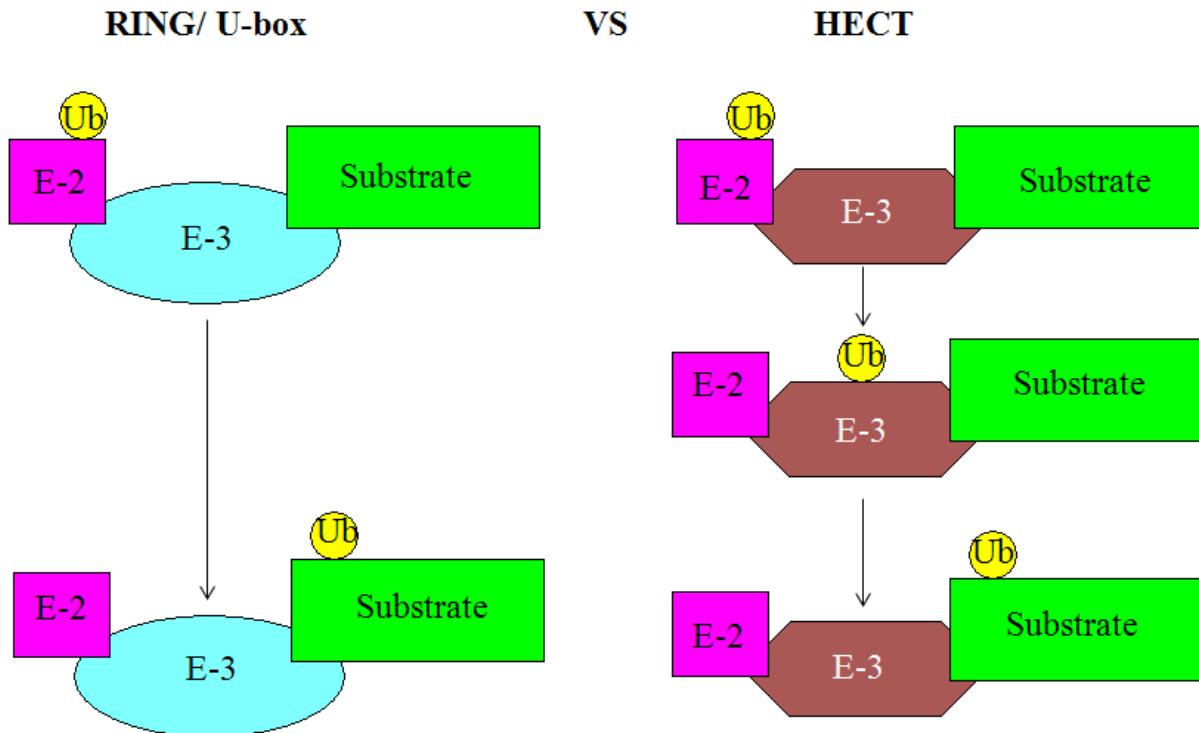 RING/ U-box VS HECT
Ub
E-2
Substrate
E-3
Ub
E-2
Substrate
E-3
Ub
E-2
Substrate
E-3
Ub
E-2
Substrate
E-3
Ub
E-2
Substrate
E-3